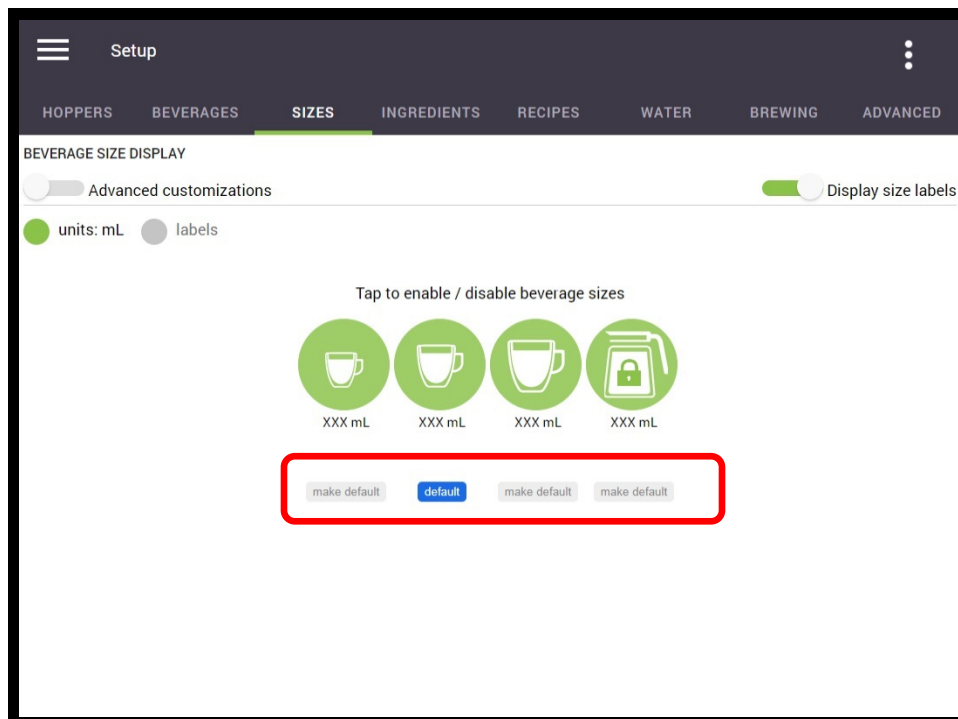 Setup
HOPPERS BEVERAGES SIZES INGREDIENTS RECIPES WATER BREWING ADVANCED
BEVERAGE SIZE DISPLAY
Advanced customizations Display size labels
units: mL labels
Tap to enable / disable beverage sizes
XXX mL XXX mL XXX mL XXX mL
make default default make default make default